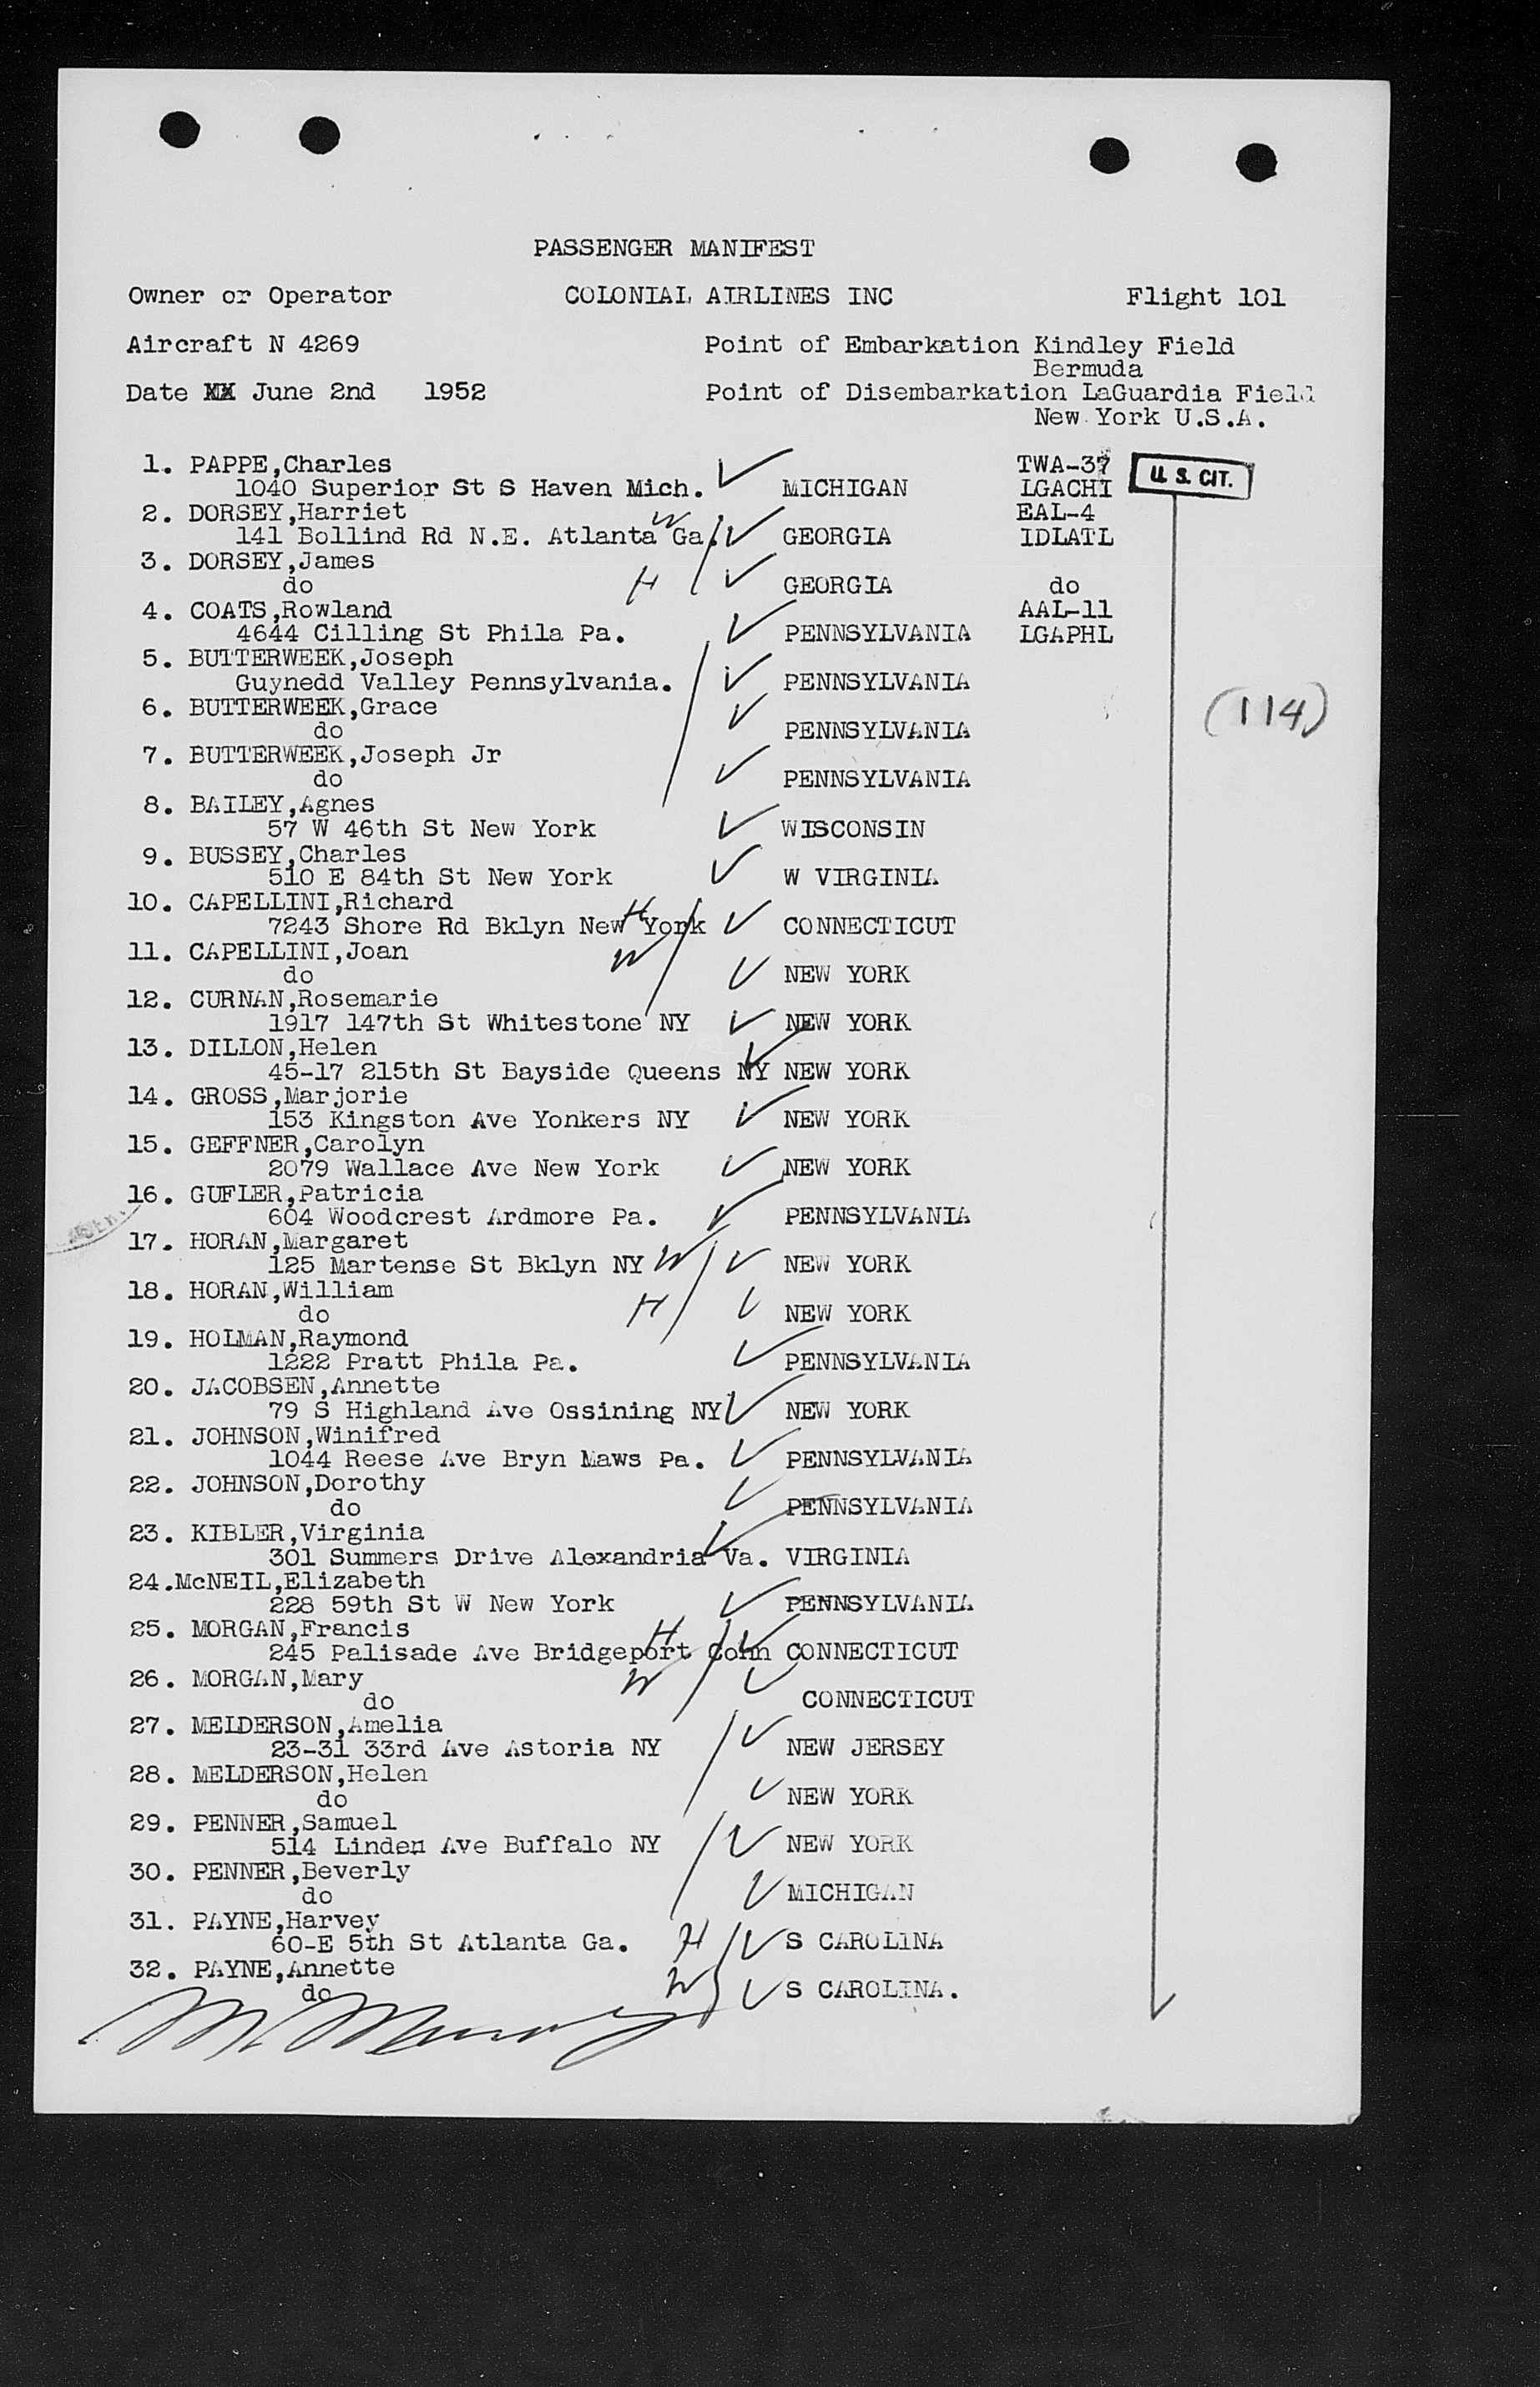 PASSENGER MANIFEST
Owner or Operator COLONIAL AIRLINES INC Flight 101
Aircraft N 4269 Point of Embarkation Kindley Field
Bermuda
Date XX June 2nd 1952 Point of Disembarkation LaGuardia Field
New York U.S.A.
1. PAPPE,Charles TWA-37
1040 Superior St S Haven Mich. MICHIGAN LGACHI U.S. CIT.
2. DORSEY,Harriet EAL-4
141 Bollind Rd N.E. Atlanta W Ga. GEORGIA IDLATL
3. DORSEY,James
do H GEORGIA do
4. COATS,Rowland AAL-11
4644 Cilling St Phila Pa. PENNSYLVANIA LGAPHL
5. BUTTERWEEK,Joseph
Guynedd Valley Pennsylvania. PENNSYLVANIA
6. BUTTERWEEK,Grace (114)
do PENNSYLVANIA
7. BUTTERWEEK,Joseph Jr
do PENNSYLVANIA
8. BAILEY,Agnes
57 W 46th St New York WISCONSIN
9. BUSSEY,Charles
510 E 84th St New York W VIRGINIA
10. CAPELLINI,Richard
7243 Shore Rd Bklyn New H York CONNECTICUT
11. CAPELLINI,Joan W
do NEW YORK
12. CURNAN,Rosemarie
1917 147th St Whitestone NY NEW YORK
13. DILLON,Helen
45-17 215th St Bayside Queens NY NEW YORK
14. GROSS,Marjorie
153 Kingston Ave Yonkers NY NEW YORK
15. GEFFNER,Carolyn
2079 Wallace Ave New York NEW YORK
16. GUFLER,Patricia
604 Woodcrest Ardmore Pa. PENNSYLVANIA
17. HORAN,Margaret
125 Martense St Bklyn NY W NEW YORK
18. HORAN,William
do H NEW YORK
19. HOLMAN,Raymond
1222 Pratt Phila Pa. PENNSYLVANIA
20. JACOBSEN,Annette
79 S Highland Ave Ossining NY NEW YORK
21. JOHNSON,Winifred
1044 Reese Ave Bryn Maws Pa. PENNSYLVANIA
22. JOHNSON,Dorothy
do PENNSYLVANIA
23. KIBLER,Virginia
301 Summers Drive Alexandria Va. VIRGINIA
24.McNEIL,Elizabeth
228 59th St W New York PENNSYLVANIA
25. MORGAN,Francis H
245 Palisade Ave Bridgeport Conn CONNECTICUT
26. MORGAN,Mary W
do CONNECTICUT
27. MELDERSON,Amelia
23-31 33rd Ave Astoria NY NEW JERSEY
28. MELDERSON,Helen
do NEW YORK
29. PENNER,Samuel
514 Linden Ave Buffalo NY NEW YORK
30. PENNER,Beverly
do MICHIGAN
31. PAYNE,Harvey
60-E 5th St Atlanta Ga. H S CAROLINA
32. PAYNE,Annette W
do S CAROLINA.